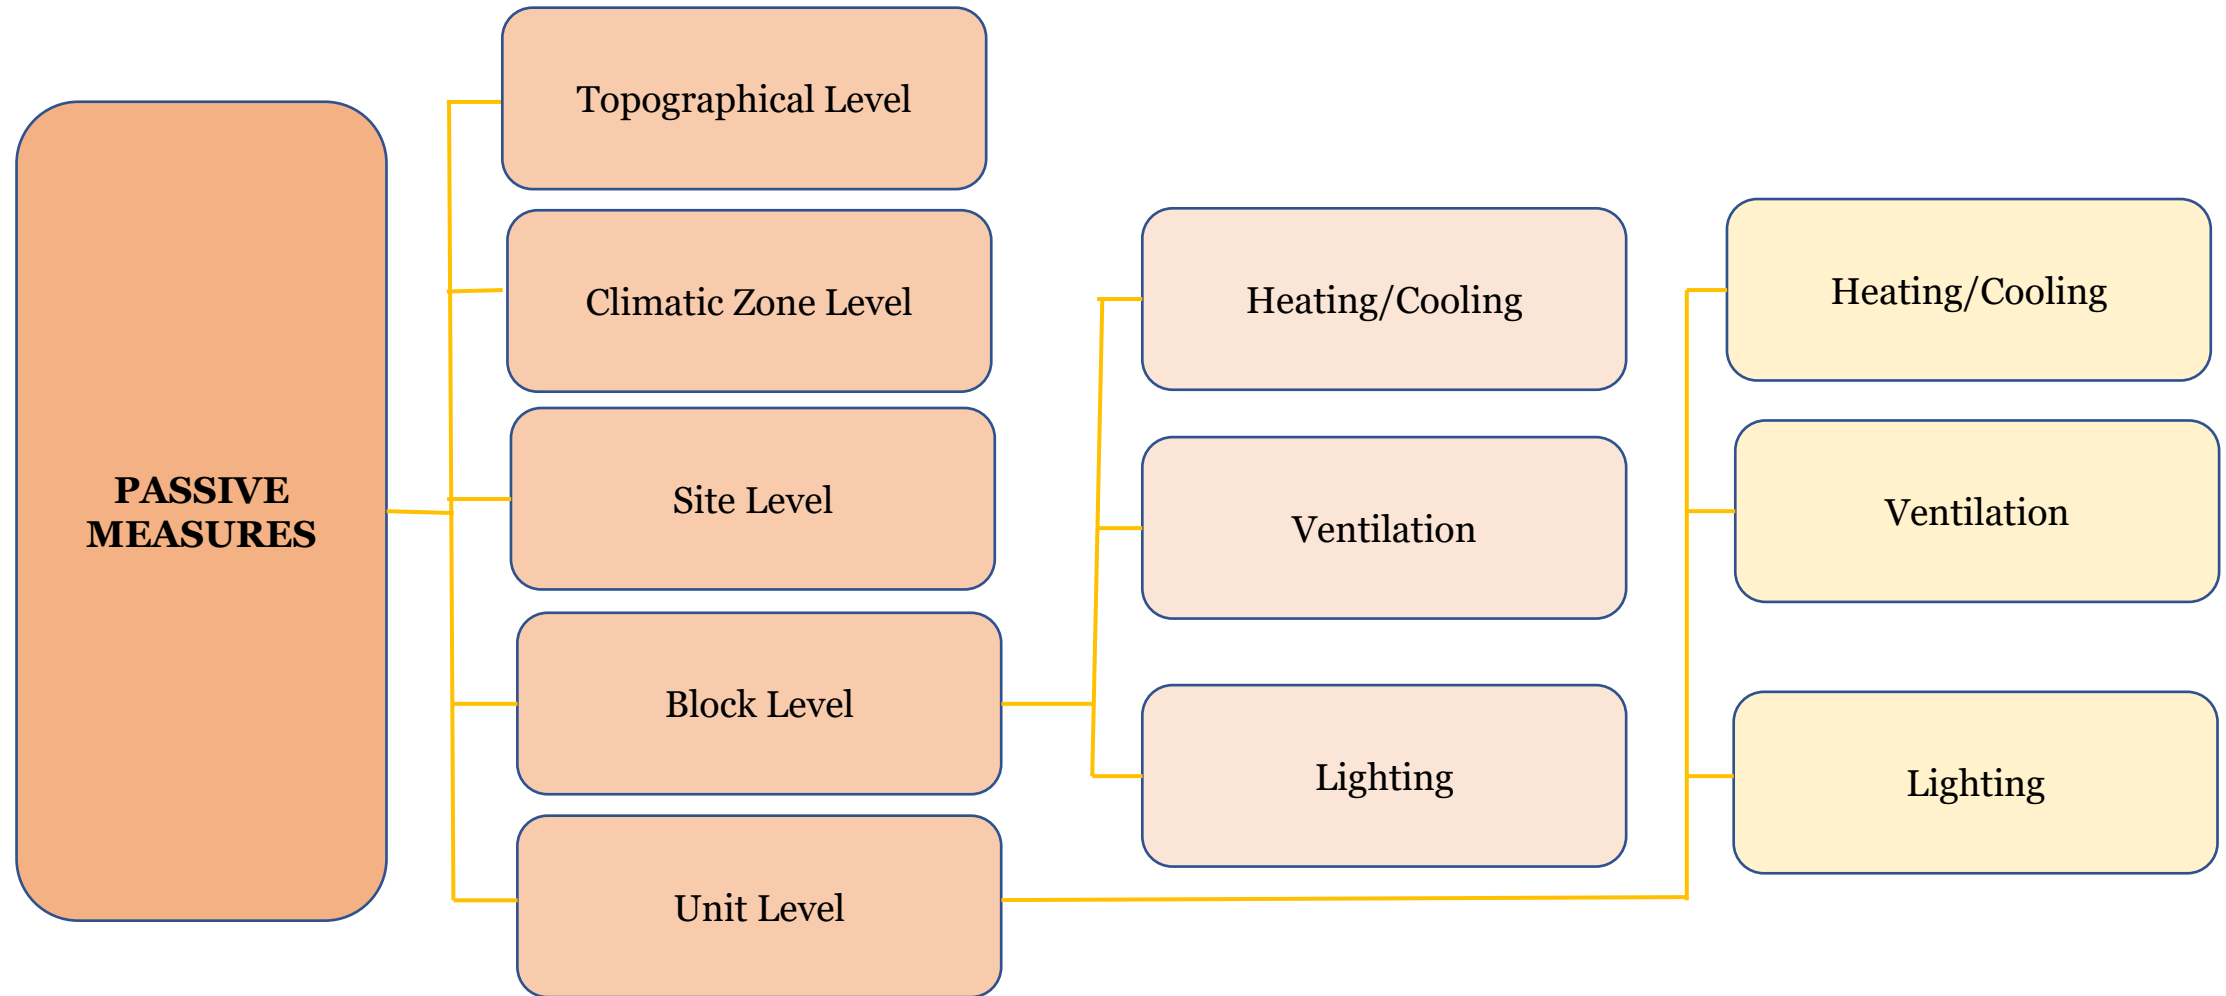 PASSIVE
MEASURES
Topographical Level
Climatic Zone Level
Site Level
Block Level
Unit Level
Heating/Cooling
Ventilation
Lighting
Heating/Cooling
Ventilation
Lighting